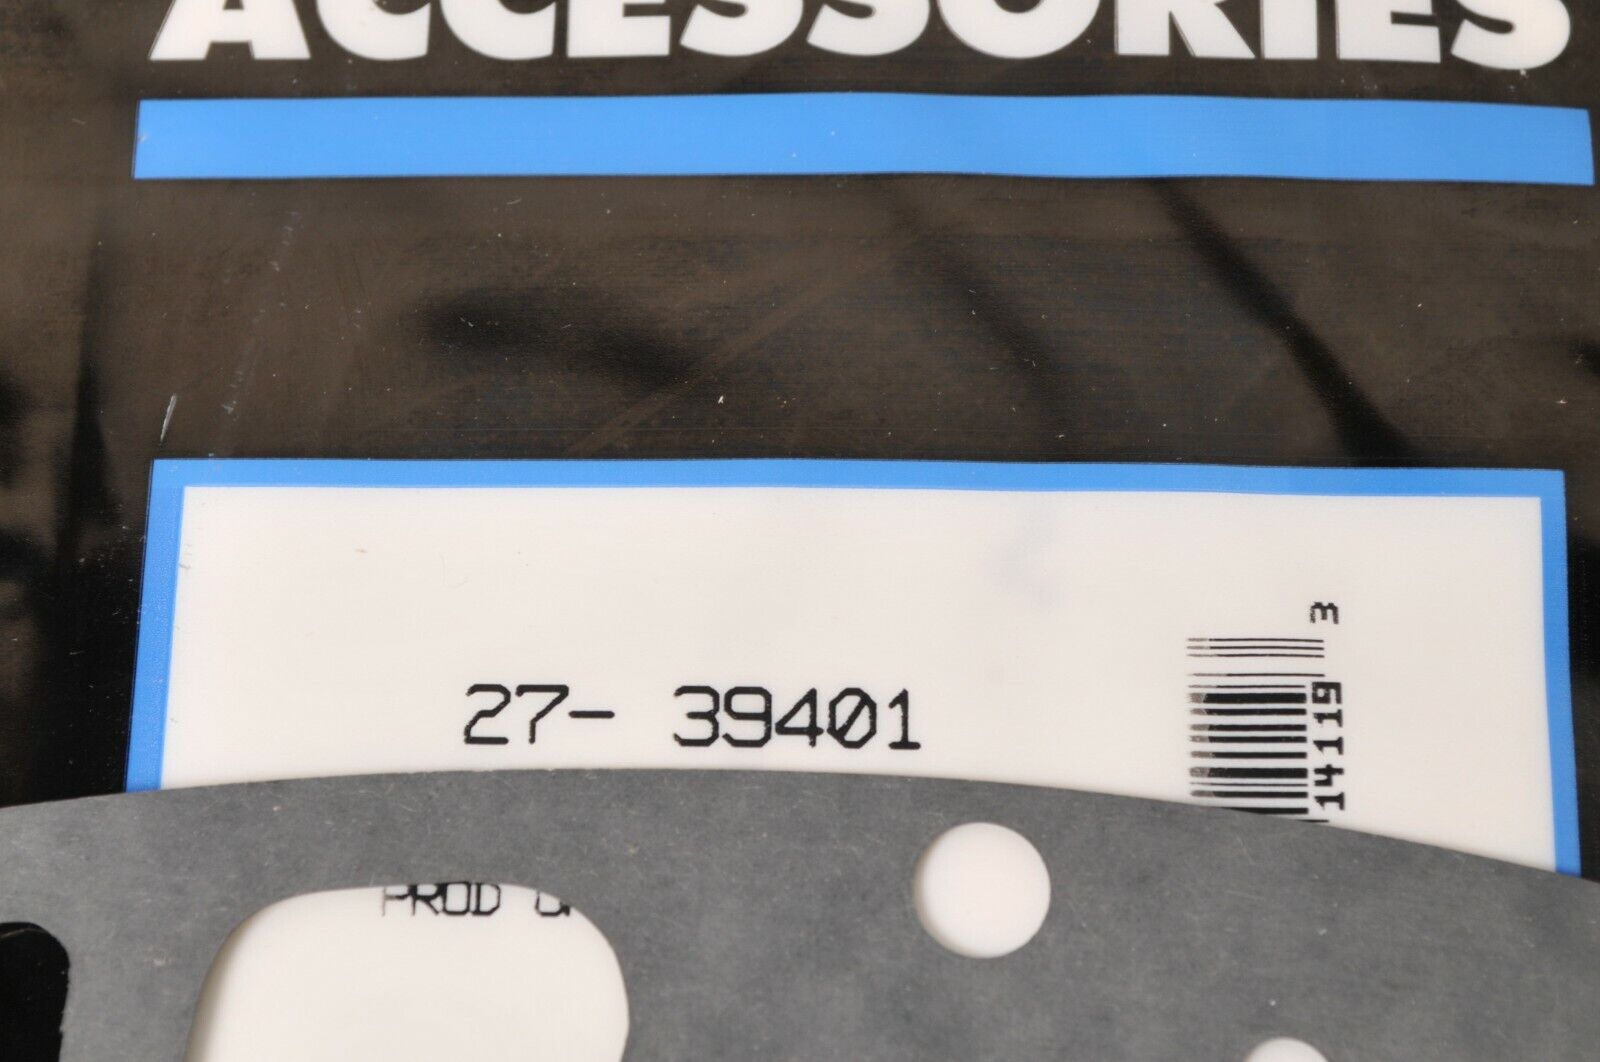 ACCESSORIES
27- 39401
3
14119
PROD